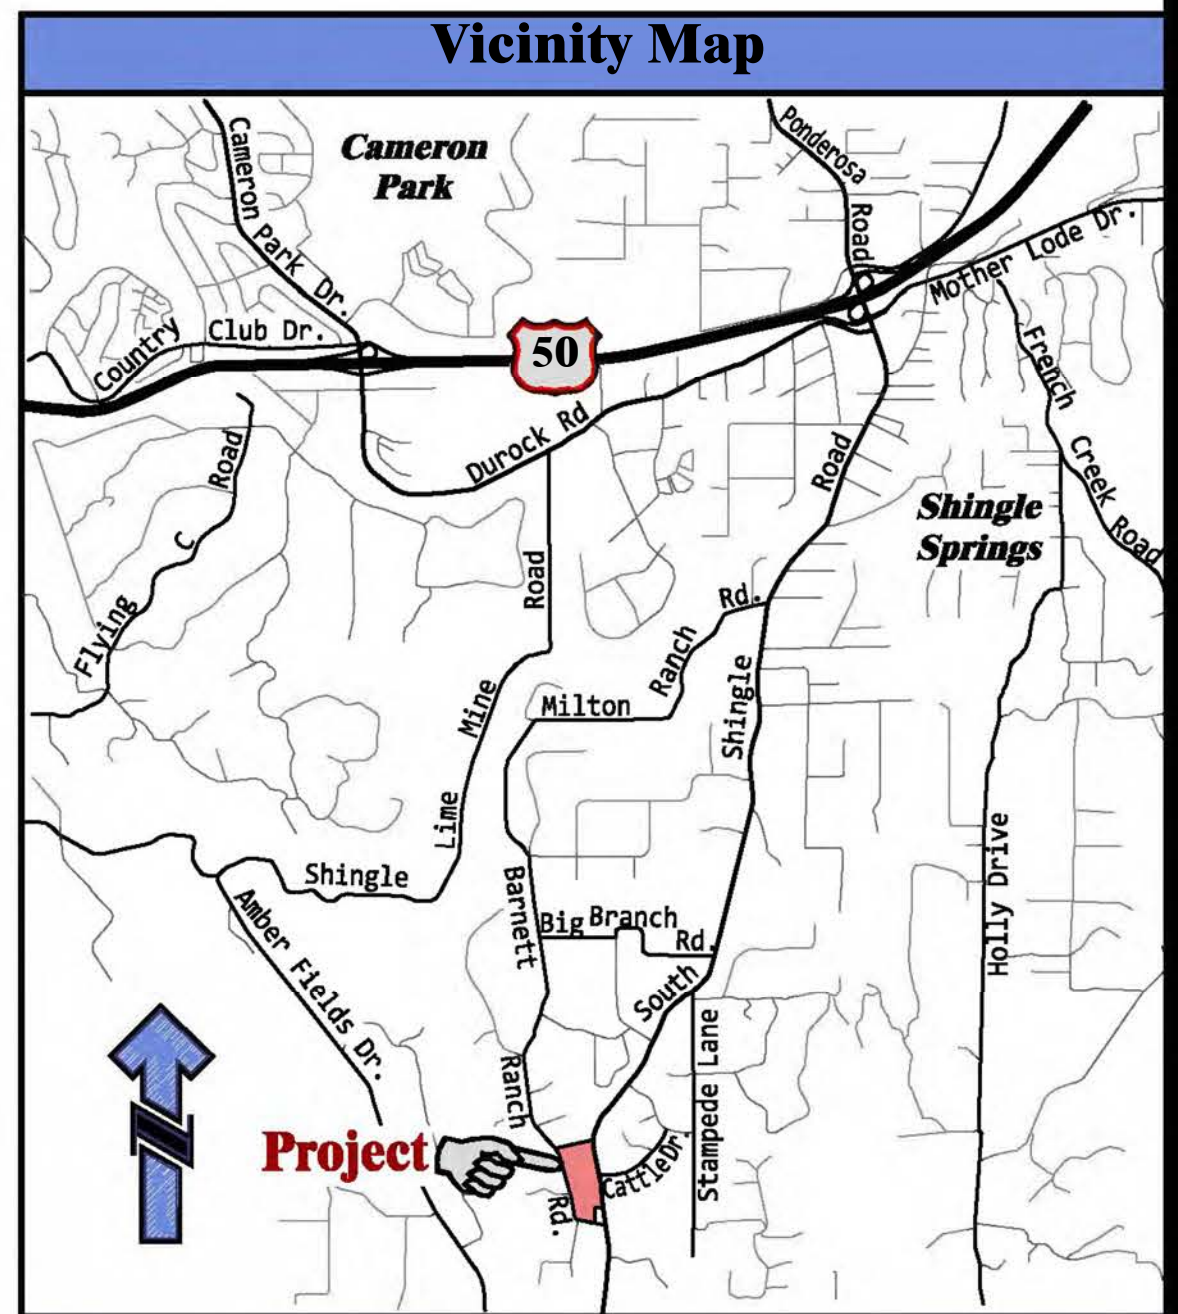 Vicinity Map
Cameron Park Dr.
Cameron
Park
Ponderosa Road
Mother Lode Dr.
Country Club Dr.
50
French Creek Road
Durock Rd
Flying C Road
Shingle
Springs
Shingle Lime Mine Road
Milton Ranch Rd.
South Shingle Road
Barnett Ranch Rd.
Big Branch Rd.
Holly Drive
Amber Fields Dr.
Stampede Lane
Cattle Dr.
Project
N